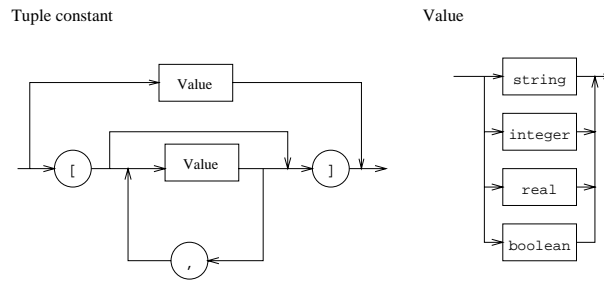 Tuple constant
Value
Value
[
Value
]
,
string
integer
real
boolean